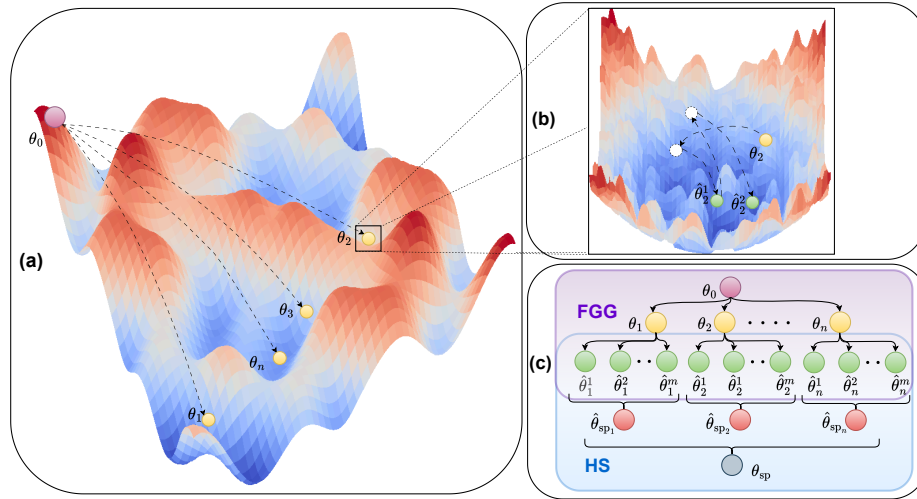 (a)
θ₀
θ₂
θ₃
θₙ
θ₁
(b)
θ₂
θ̂₂¹ θ̂₂²
(c)
FGG
θ₀
θ₁ θ₂ · · · · θₙ
θ̂₁¹ θ̂₁² · · θ̂₁ᵐ θ̂₂¹ θ̂₂¹ · · θ̂₂ᵐ θ̂ₙ¹ θ̂ₙ² · · θ̂ₙᵐ
θ̂ₛₚ₁ θ̂ₛₚ₂ θ̂ₛₚₙ
HS
θₛₚ